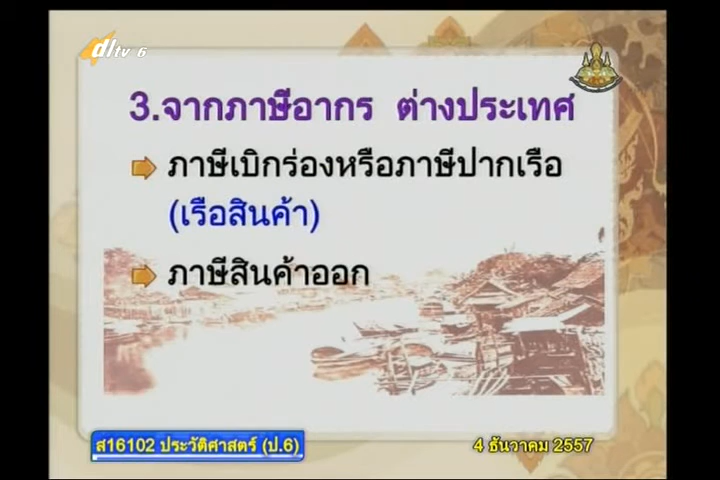 dltv 6
3.จากภาษีอากร ต่างประเทศ
ภาษีเบิกร่องหรือภาษีปากเรือ
(เรือสินค้า)
ภาษีสินค้าออก
ส16102 ประวัติศาสตร์ (ป.6)
4 ธันวาคม 2557